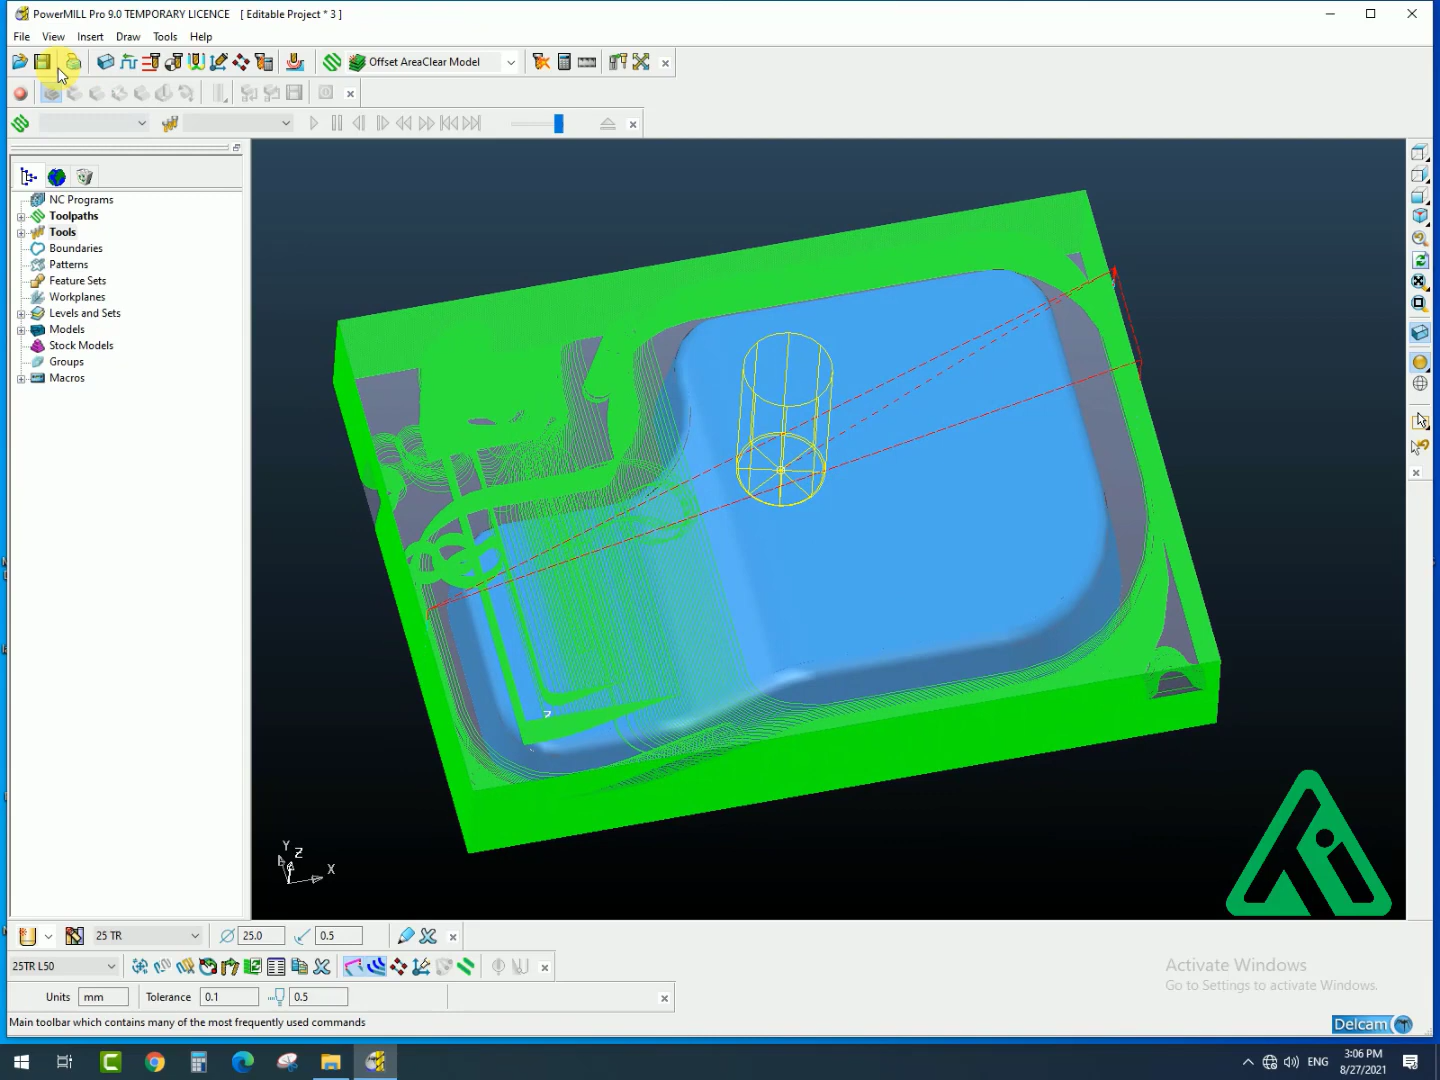 PowerMILL Pro 9.0 TEMPORARY LICENCE [ Editable Project * 3 ]
File View Insert Draw Tools Help
Offset AreaClear Model
NC Programs
Toolpaths
Tools
Boundaries
Patterns
Feature Sets
Workplanes
Levels and Sets
Models
Stock Models
Groups
Macros
Z
Y
Z
X
25 TR 25.0 0.5
25TR L50
Units mm Tolerance 0.1 0.5
Main toolbar which contains many of the most frequently used commands
Activate Windows
Go to Settings to activate Windows.
Delcam
ENG 3:06 PM
8/27/2021